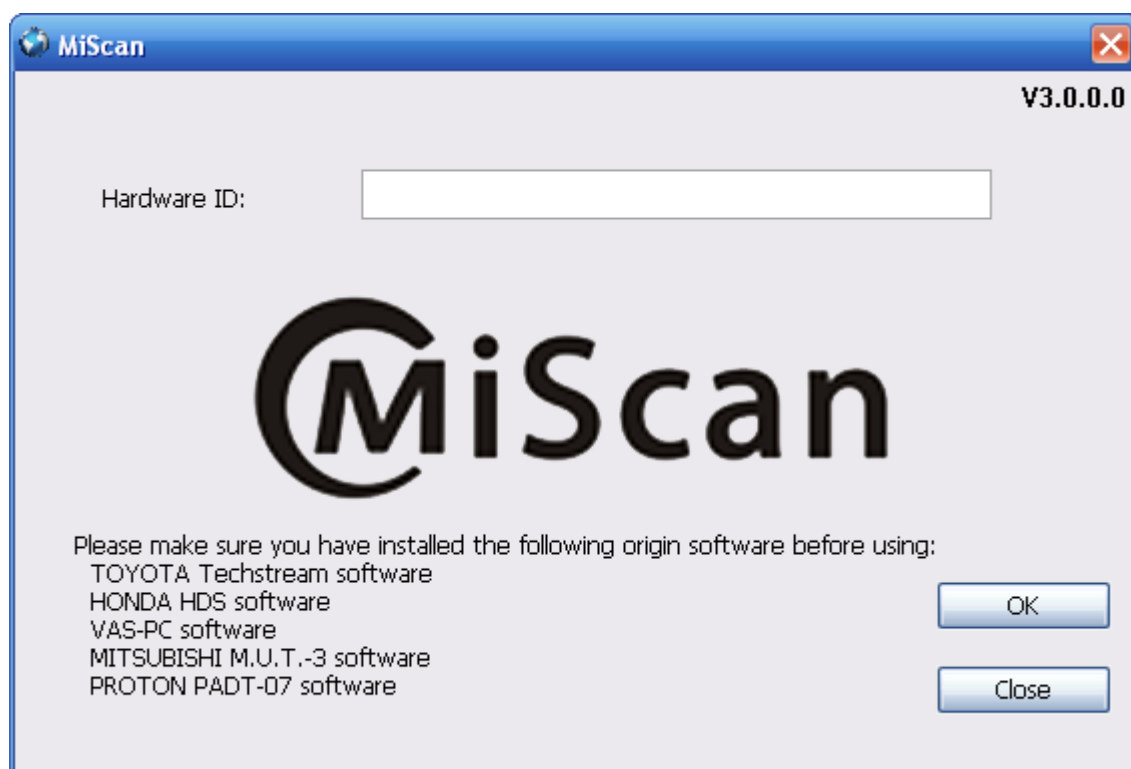 MiScan
V3.0.0.0
Hardware ID:
MiScan
Please make sure you have installed the following origin software before using:
TOYOTA Techstream software
HONDA HDS software
VAS-PC software
MITSUBISHI M.U.T.-3 software
PROTON PADT-07 software
OK
Close